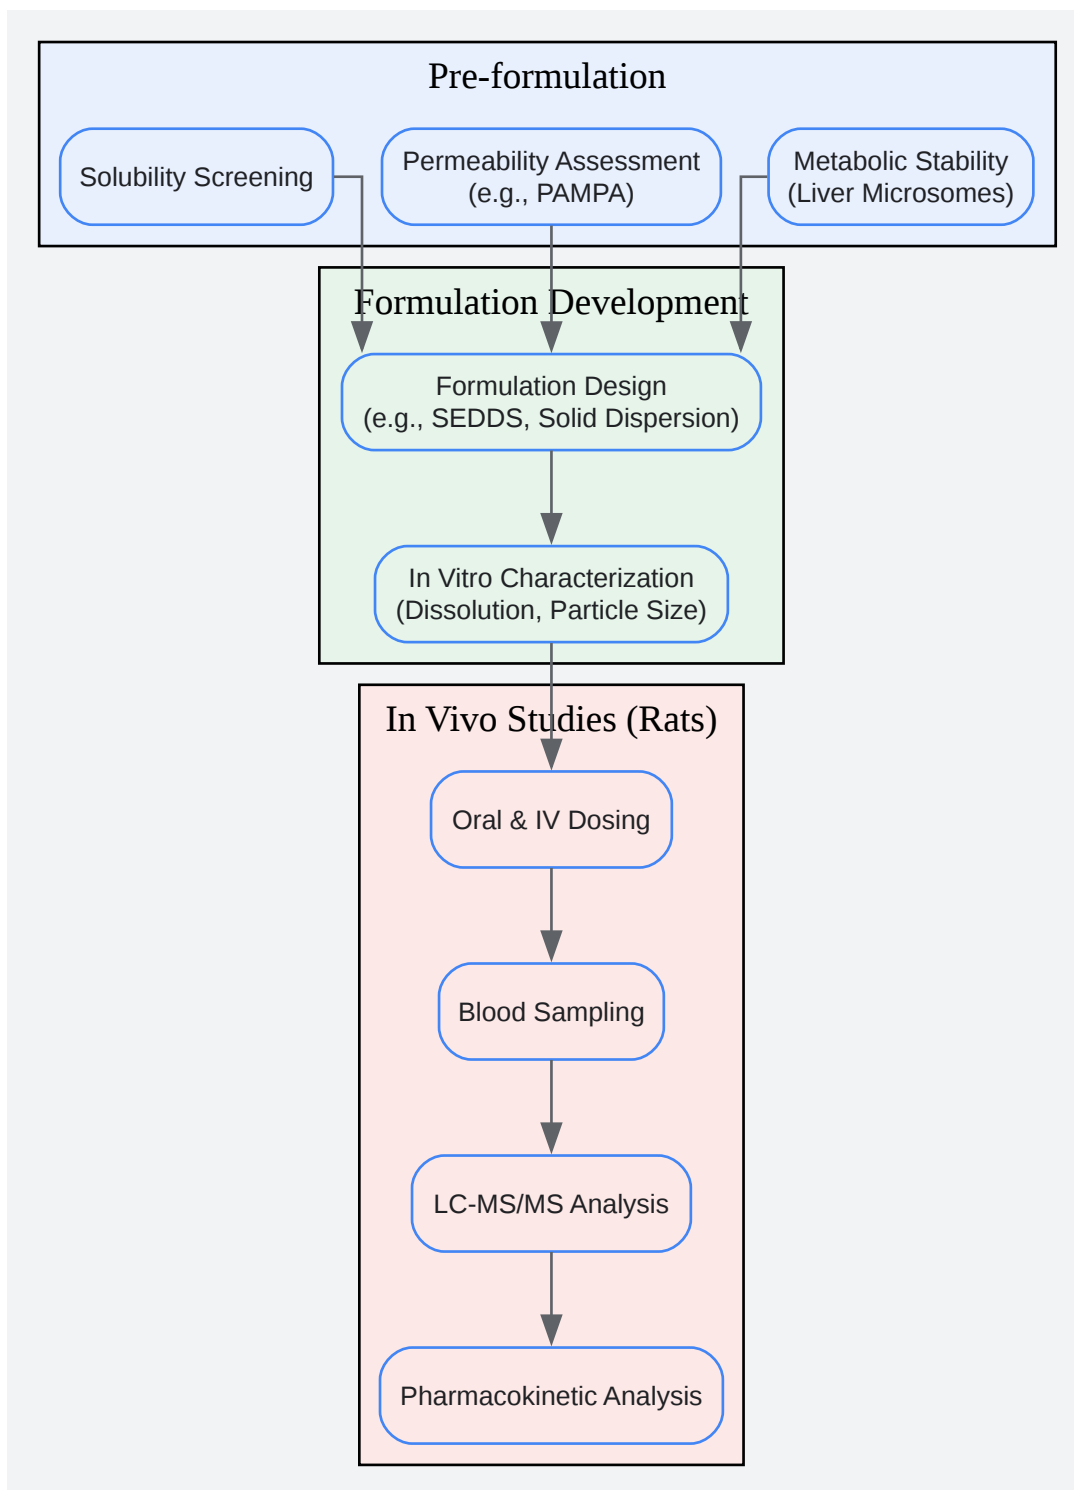 Pre-formulation
Solubility Screening
Permeability Assessment
(e.g., PAMPA)
Metabolic Stability
(Liver Microsomes)
Formulation Development
Formulation Design
(e.g., SEDDS, Solid Dispersion)
In Vitro Characterization
(Dissolution, Particle Size)
In Vivo Studies (Rats)
Oral & IV Dosing
Blood Sampling
LC-MS/MS Analysis
Pharmacokinetic Analysis